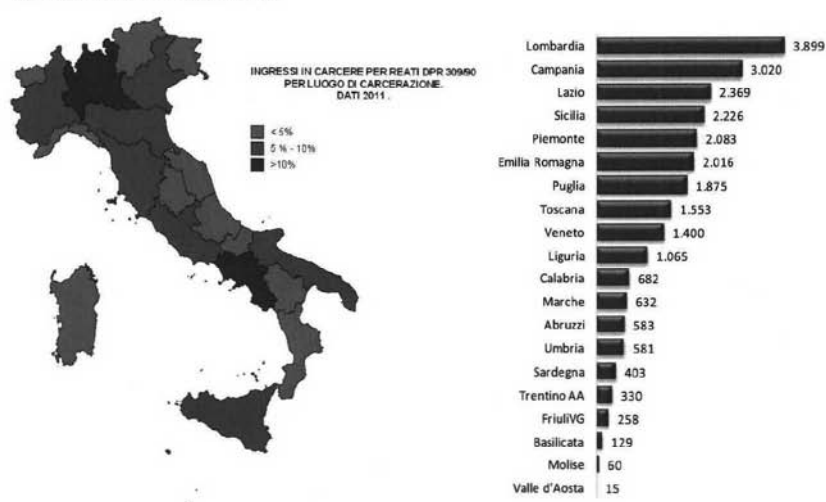 INGRESSI IN CARCERE PER REATI DPR 309/90
PER LUOGO DI CARCERAZIONE.
DATI 2011 .
< 5%
5 % - 10%
>10%
Lombardia 3.899
Campania 3.020
Lazio 2.369
Sicilia 2.226
Piemonte 2.083
Emilia Romagna 2.016
Puglia 1.875
Toscana 1.553
Veneto 1.400
Liguria 1.065
Calabria 682
Marche 632
Abruzzi 583
Umbria 581
Sardegna 403
Trentino AA 330
FriuliVG 258
Basilicata 129
Molise 60
Valle d'Aosta 15